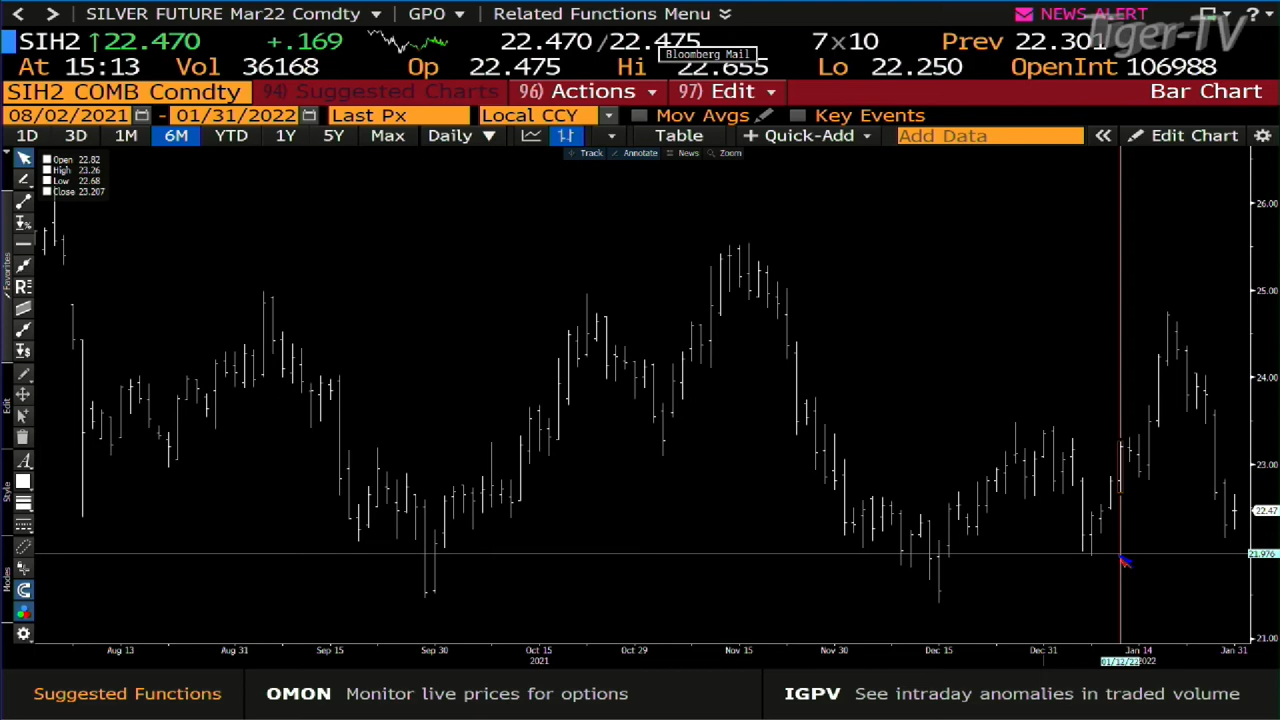 SILVER FUTURE Mar22 Comdty GPO Related Functions Menu NEWS ALERT ?
Tiger-TV
SIH2 ↑22.470 +.169 22.470 /22.475 7x10 Prev 22.301
Bloomberg Mail
At 15:13 Vol 36168 Op 22.475 Hi 22.655 Lo 22.250 OpenInt 106988
SIH2 COMB Comdty 94) Suggested Charts 96) Actions 97) Edit Bar Chart
08/02/2021 - 01/31/2022 Last Px Local CCY Mov Avgs Key Events
1D 3D 1M 6M YTD 1Y 5Y Max Daily ▼ Table + Quick-Add Add Data « Edit Chart
Track Annotate News Zoom
Open 22.82
High 23.26
Low 22.68
Close 23.207
Favorites
Edit
Style
Modes
26.00
25.00
24.00
23.00
22.47
21.976
21.00
Aug 13 Aug 31 Sep 15 Sep 30 Oct 15 Oct 29 Nov 15 Nov 30 Dec 15 Dec 31 Jan 14 Jan 31
2021 01/12/22 2022
Suggested Functions OMON Monitor live prices for options IGPV See intraday anomalies in traded volume